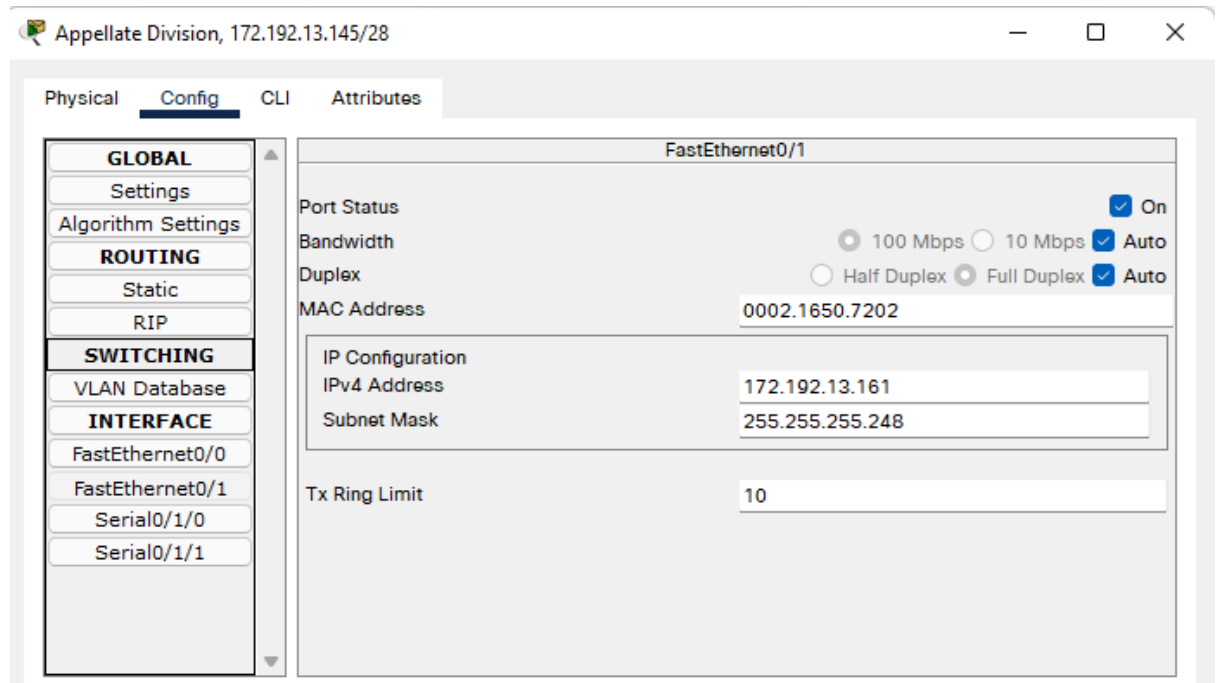 Appellate Division, 172.192.13.145/28
Physical Config CLI Attributes
GLOBAL
Settings
Algorithm Settings
ROUTING
Static
RIP
SWITCHING
VLAN Database
INTERFACE
FastEthernet0/0
FastEthernet0/1
Serial0/1/0
Serial0/1/1
FastEthernet0/1
Port Status On
Bandwidth 100 Mbps 10 Mbps Auto
Duplex Half Duplex Full Duplex Auto
MAC Address 0002.1650.7202
IP Configuration
IPv4 Address 172.192.13.161
Subnet Mask 255.255.255.248
Tx Ring Limit 10